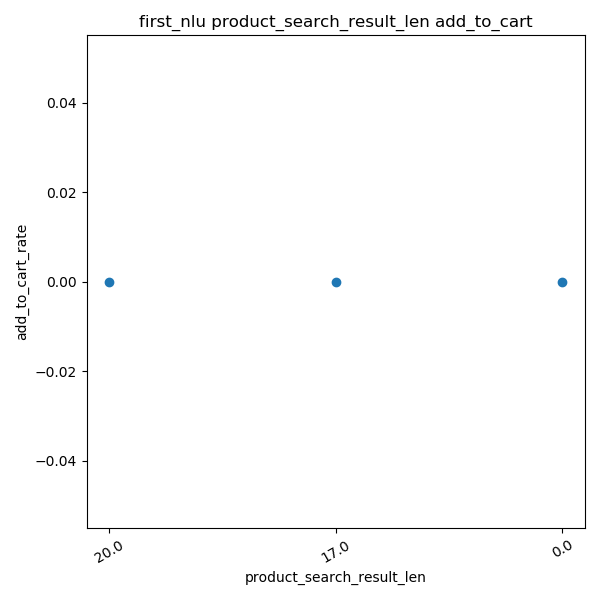 first_nlu product_search_result_len add_to_cart
0.04
0.02
0.00
−0.02
−0.04
add_to_cart_rate
20.0
17.0
0.0
product_search_result_len